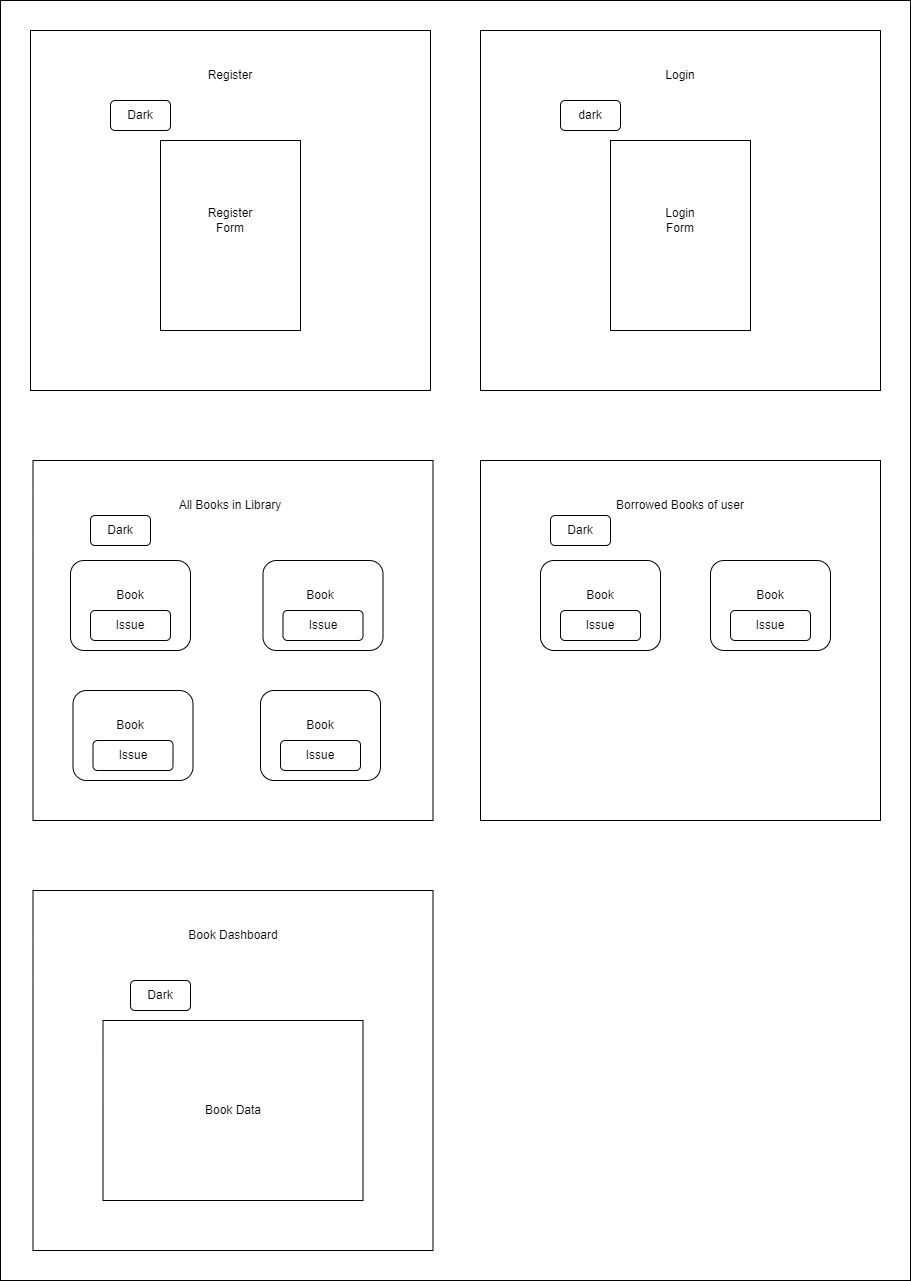 Register
Dark
Register
Form
Login
dark
Login
Form
All Books in Library
Dark
Book
Issue
Book
Issue
Book
Issue
Book
Issue
Borrowed Books of user
Dark
Book
Issue
Book
Issue
Book Dashboard
Dark
Book Data